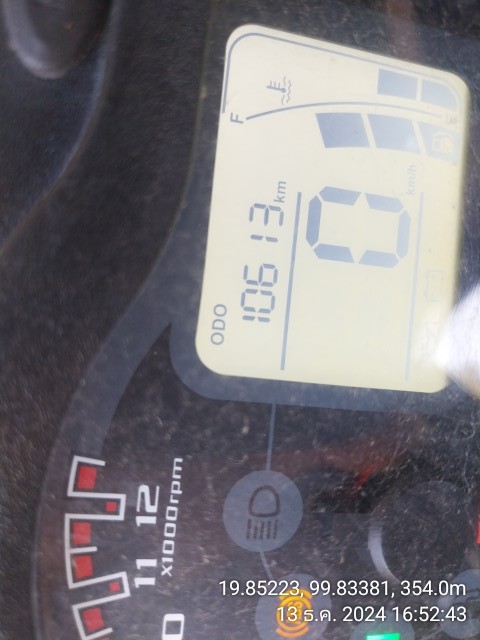 ODO
10613 km
F
0
km/h
11 12
x1000rpm
19.85223, 99.83381, 354.0m
13 ธ.ค. 2024 16:52:43